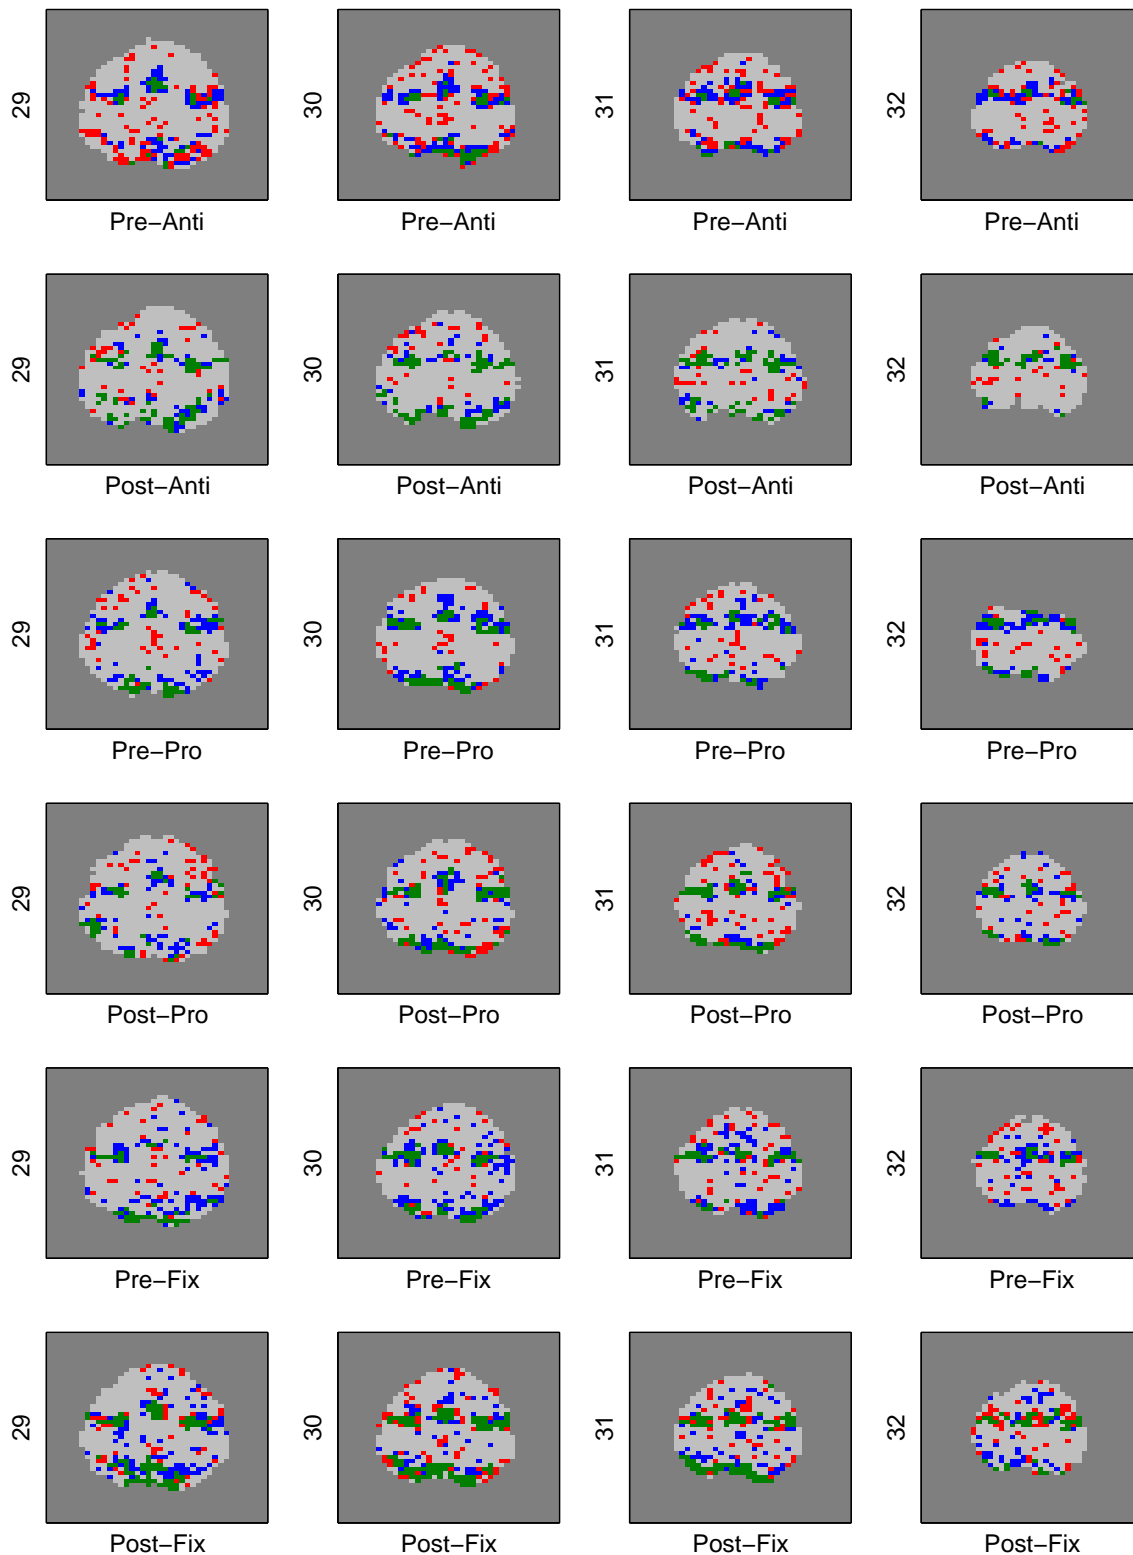 29 30 31 32
Pre−Anti Pre−Anti Pre−Anti Pre−Anti
29 30 31 32
Post−Anti Post−Anti Post−Anti Post−Anti
29 30 31 32
Pre−Pro Pre−Pro Pre−Pro Pre−Pro
29 30 31 32
Post−Pro Post−Pro Post−Pro Post−Pro
29 30 31 32
Pre−Fix Pre−Fix Pre−Fix Pre−Fix
29 30 31 32
Post−Fix Post−Fix Post−Fix Post−Fix